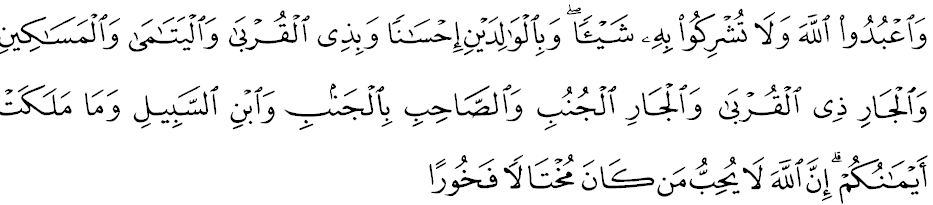 وَٱعۡبُدُواْ ٱللَّهَ وَلَا تُشۡرِكُواْ بِهِۦ شَيۡـٔٗاۖ وَبِٱلۡوَٰلِدَيۡنِ إِحۡسَٰنٗا وَبِذِي ٱلۡقُرۡبَىٰ وَٱلۡيَتَٰمَىٰ وَٱلۡمَسَٰكِينِ
وَٱلۡجَارِ ذِي ٱلۡقُرۡبَىٰ وَٱلۡجَارِ ٱلۡجُنُبِ وَٱلصَّاحِبِ بِٱلۡجَنۢبِ وَٱبۡنِ ٱلسَّبِيلِ وَمَا مَلَكَتۡ
أَيۡمَٰنُكُمۡۗ إِنَّ ٱللَّهَ لَا يُحِبُّ مَن كَانَ مُخۡتَالٗا فَخُورًا